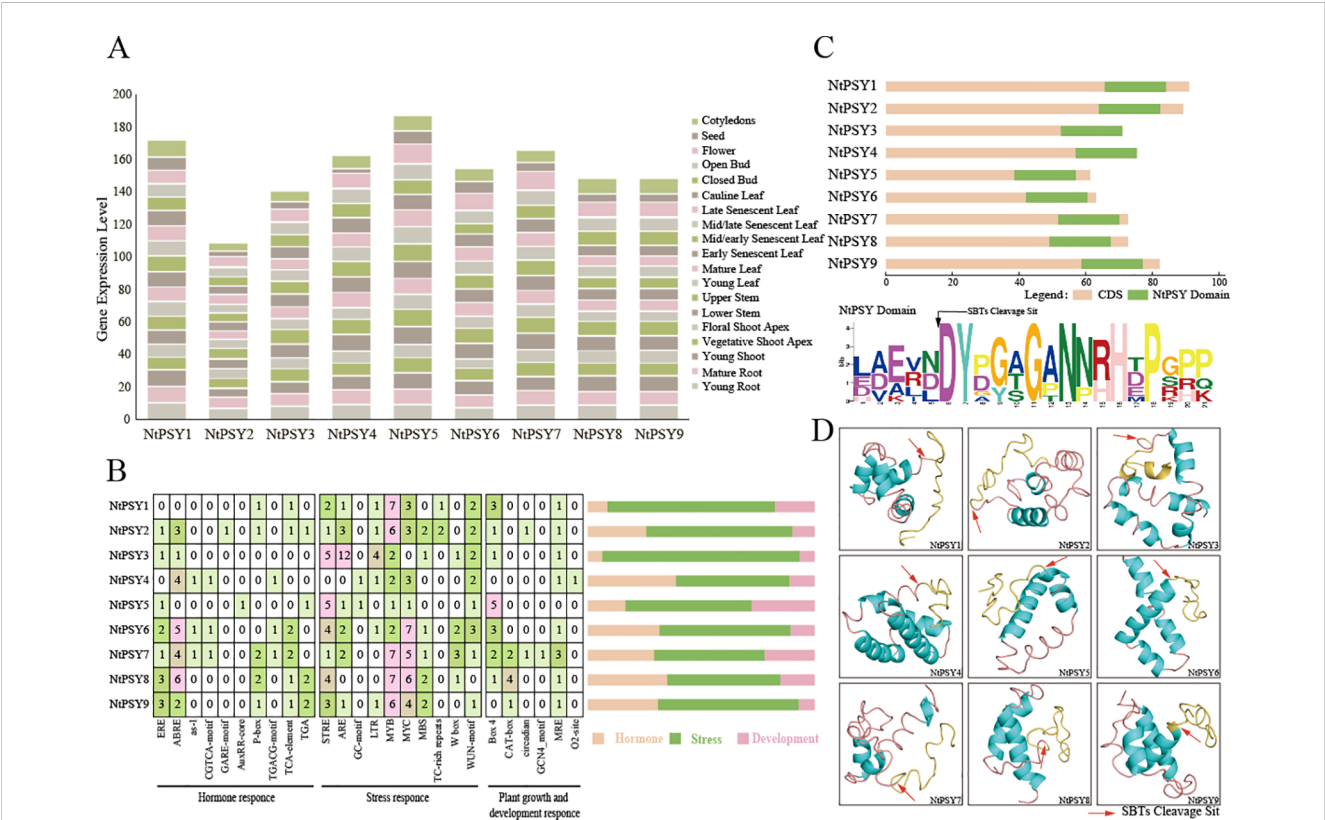 A
Gene Expression Level
200
180
160
140
120
100
80
60
40
20
0
NtPSY1 NtPSY2 NtPSY3 NtPSY4 NtPSY5 NtPSY6 NtPSY7 NtPSY8 NtPSY9
Cotyledons
Seed
Flower
Open Bud
Closed Bud
Cauline Leaf
Late Senescent Leaf
Mid/late Senescent Leaf
Mid/early Senescent Leaf
Early Senescent Leaf
Mature Leaf
Young Leaf
Upper Stem
Lower Stem
Floral Shoot Apex
Vegetative Shoot Apex
Young Shoot
Mature Root
Young Root
B
NtPSY1 0 0 0 0 0 0 1 0 1 0 2 1 0 1 7 3 0 1 0 2 3 0 0 0 1 0
NtPSY2 1 3 0 0 1 0 1 0 1 1 1 3 0 1 6 3 2 2 0 2 1 0 1 0 1 0
NtPSY3 1 1 0 0 0 0 0 0 1 0 5 12 0 4 2 0 1 0 1 2 0 0 0 0 1 0
NtPSY4 0 4 1 1 0 0 0 1 0 0 0 0 1 1 2 3 0 0 0 2 0 0 0 0 1 1
NtPSY5 1 0 0 0 0 1 0 0 0 1 5 1 1 0 1 1 0 0 0 1 5 0 0 0 0 0
NtPSY6 2 5 1 1 0 0 0 1 2 0 4 2 0 1 2 7 1 0 2 3 3 0 0 0 1 0
NtPSY7 1 4 1 1 0 0 2 1 2 0 1 2 0 0 7 5 1 0 3 1 2 2 1 1 3 0
NtPSY8 3 6 0 0 0 0 2 0 1 2 4 0 0 0 7 6 2 0 1 0 1 4 0 0 0 0
NtPSY9 3 2 0 0 0 0 1 0 1 2 3 1 0 1 6 4 2 0 0 1 1 0 0 0 1 0
ERE ABRE as-1 CGTCA-motif GARE-motif AuxRR-core P-box TGACG-motif TCA-element TGA STRE ARE GC-motif LTR MYB MYC MBS TC-rich repeats W box WUN-motif Box 4 CAT-box circadian GCN4_motif MRE O2-site
Hormone responce Stress responce Plant growth and
development responce
Hormone Stress Development
C
NtPSY1
NtPSY2
NtPSY3
NtPSY4
NtPSY5
NtPSY6
NtPSY7
NtPSY8
NtPSY9
0 20 40 60 80 100
Legend: CDS NtPSY Domain
NtPSY Domain SBTs Cleavage Sit
D
NtPSY1 NtPSY2 NtPSY3
NtPSY4 NtPSY5 NtPSY6
NtPSY7 NtPSY8 NtPSY9
SBTs Cleavage Sit